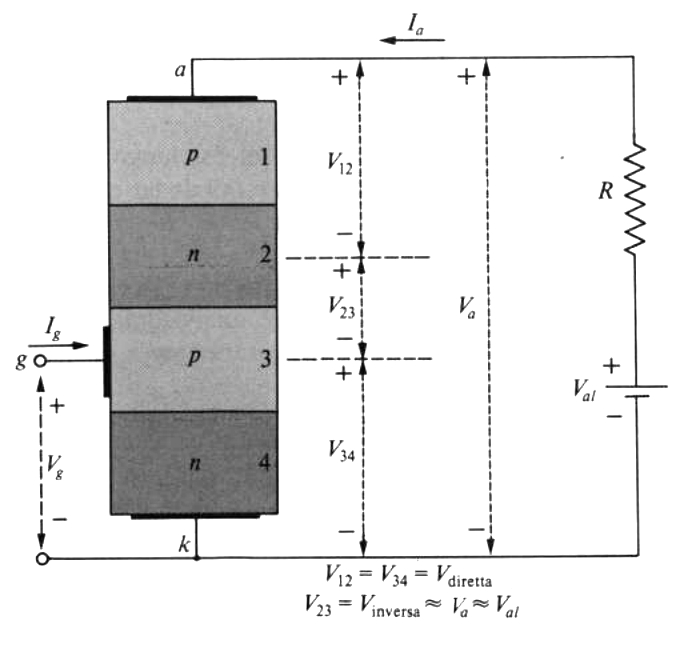 I_a
a
+
+
p 1
V_12
R
−
n 2
+
I_g
V_23
V_a
−
g
p 3
+
+
V_al
−
+
V_g
n 4
V_34
−
−
−
k
V_12 = V_34 = V_diretta
V_23 = V_inversa ≈ V_a ≈ V_al